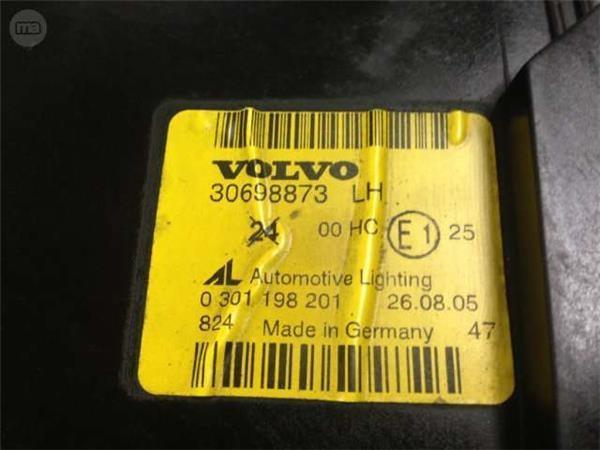 ma
VOLVO
30698873 LH
24 00 HC E1 25
AL Automotive Lighting
0 301 198 201 26.08.05
824 Made in Germany 47